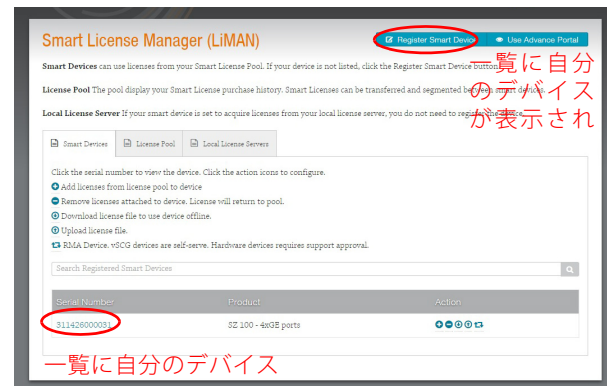 Smart License Manager (LiMAN)
Register Smart Device
Use Advance Portal
Smart Devices can use licenses from your Smart License Pool. If your device is not listed, click the Register Smart Device button.
License Pool The pool display your Smart License purchase history. Smart Licenses can be transferred and segmented between smart devices.
Local License Server If your smart device is set to acquire licenses from your local license server, you do not need to register the device.
一覧に自分
のデバイス
が表示され
Smart Devices
License Pool
Local License Servers
Click the serial number to view the device. Click the action icons to configure.
Add licenses from license pool to device
Remove licenses attached to device. License will return to pool.
Download license file to use device offline.
Upload license file.
RMA Device. vSCG devices are self-serve. Hardware devices requires support approval.
Search Registered Smart Devices
Serial Number Product Action
311426000031 SZ 100 - 4xGE ports
一覧に自分のデバイス